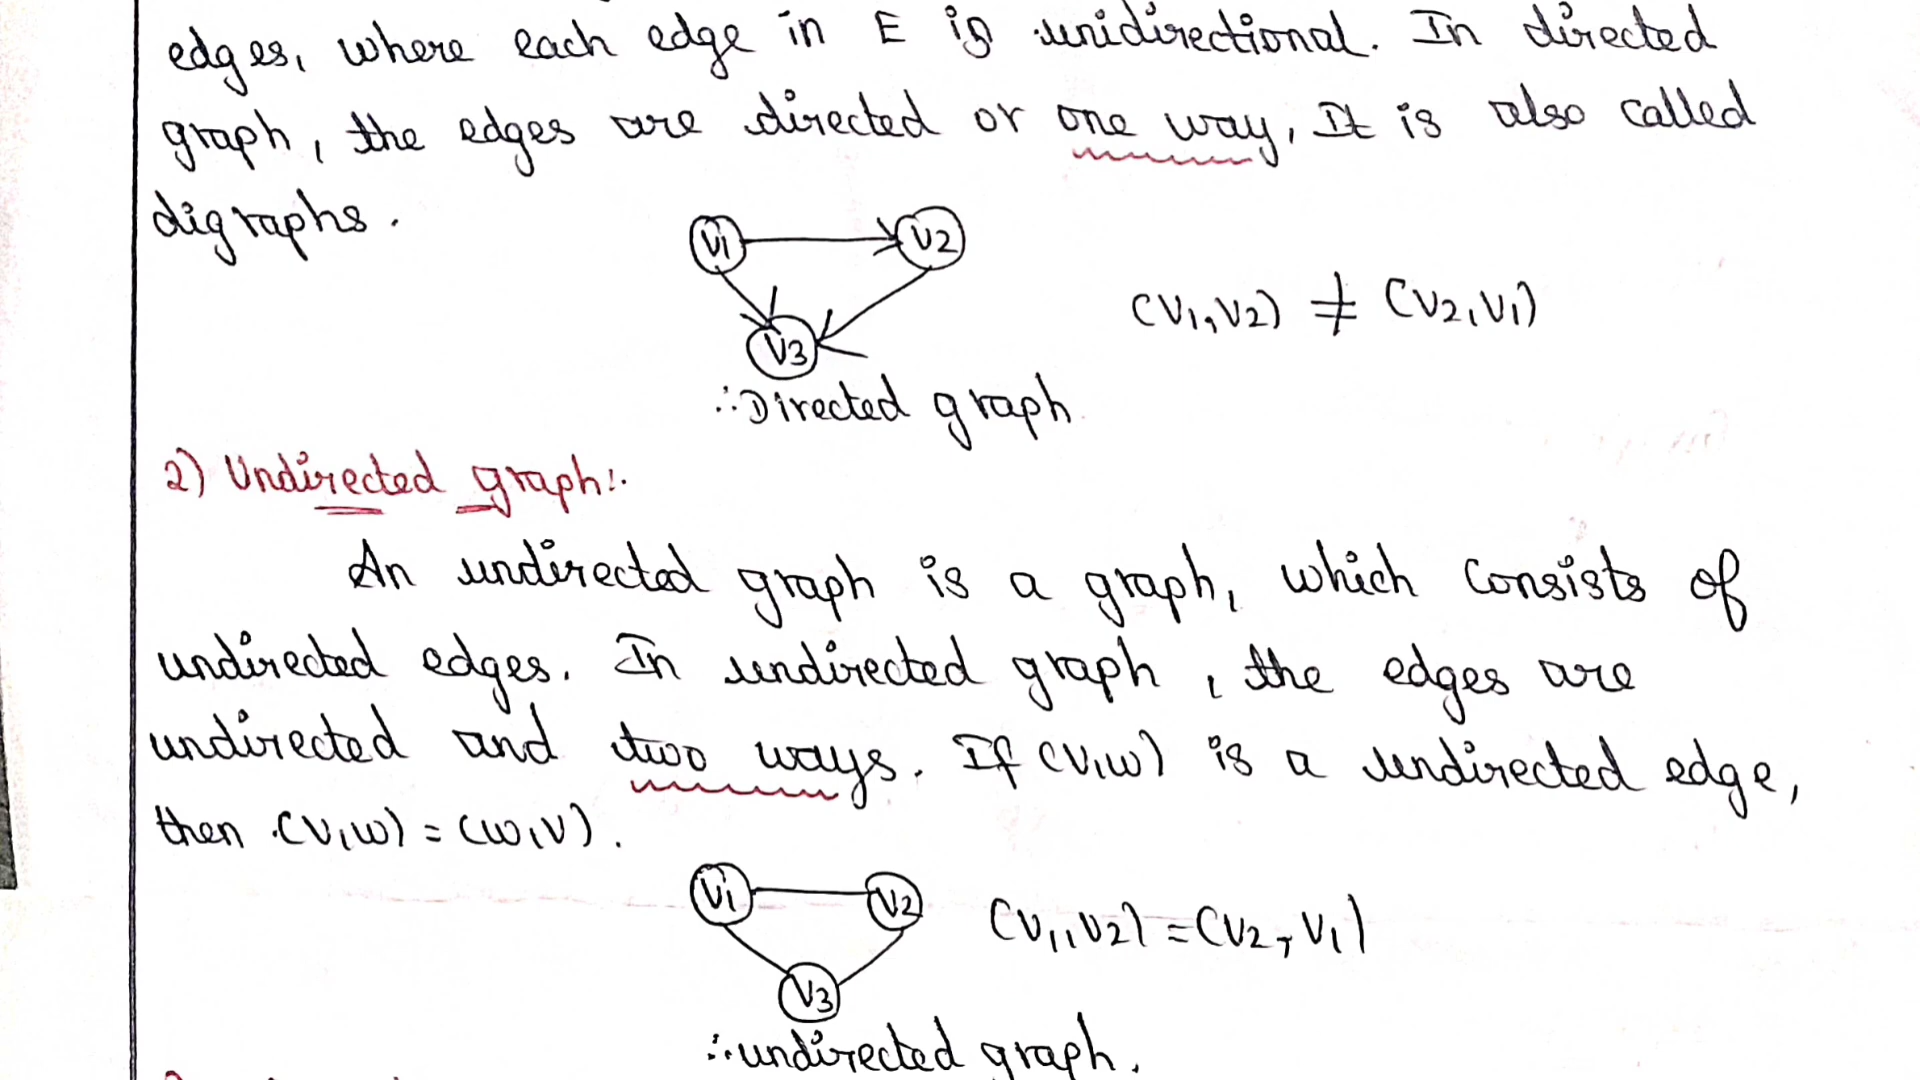 edges, where each edge in E is unidirectional. In directed
graph, the edges are directed or one way, It is also called
digraphs.
V1 V2
(V1, V2) ≠ (V2, V1)
V3
∴ Directed graph
2) Undirected graph:.
An undirected graph is a graph, which consists of
undirected edges. In undirected graph, the edges are
undirected and two ways. If (v,w) is a undirected edge,
then (v,w) = (w,v).
V1 V2 (V1, V2) = (V2, V1)
V3
∴ undirected graph.